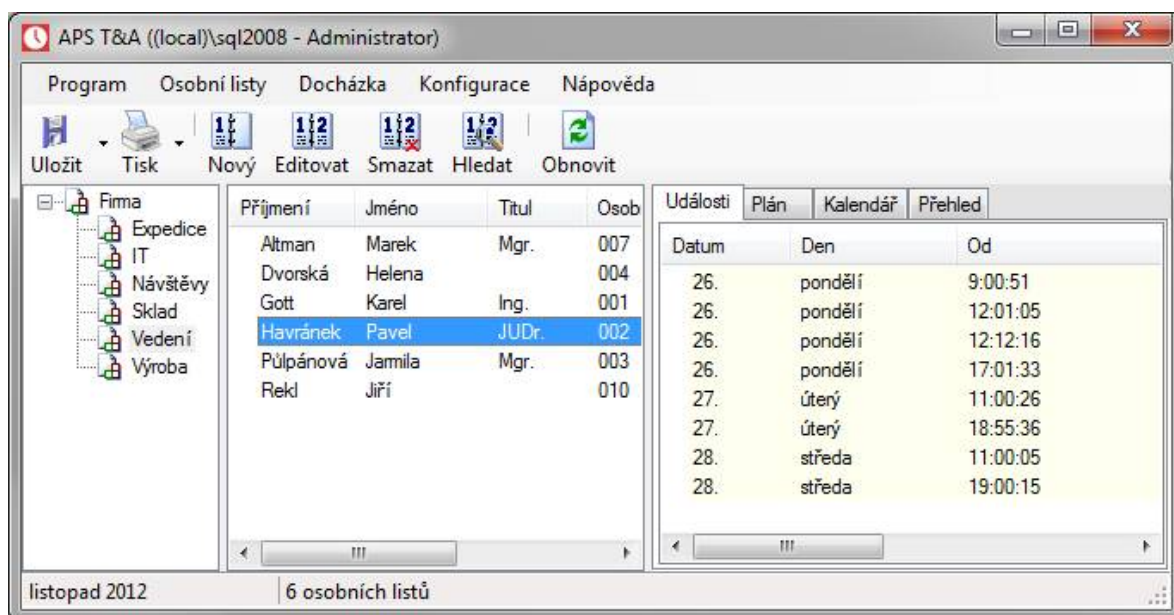 APS T&A ((local)\sql2008 - Administrator)
Program Osobní listy Docházka Konfigurace Nápověda
Uložit Tisk Nový Editovat Smazat Hledat Obnovit
Firma
Expedice
IT
Návštěvy
Sklad
Vedení
Výroba
Příjmení Jméno Titul Osob
Altman Marek Mgr. 007
Dvorská Helena 004
Gott Karel Ing. 001
Havránek Pavel JUDr. 002
Půlpánová Jarmila Mgr. 003
Rekl Jiří 010
Události Plán Kalendář Přehled
Datum Den Od
26. pondělí 9:00:51
26. pondělí 12:01:05
26. pondělí 12:12:16
26. pondělí 17:01:33
27. úterý 11:00:26
27. úterý 18:55:36
28. středa 11:00:05
28. středa 19:00:15
listopad 2012 6 osobních listů